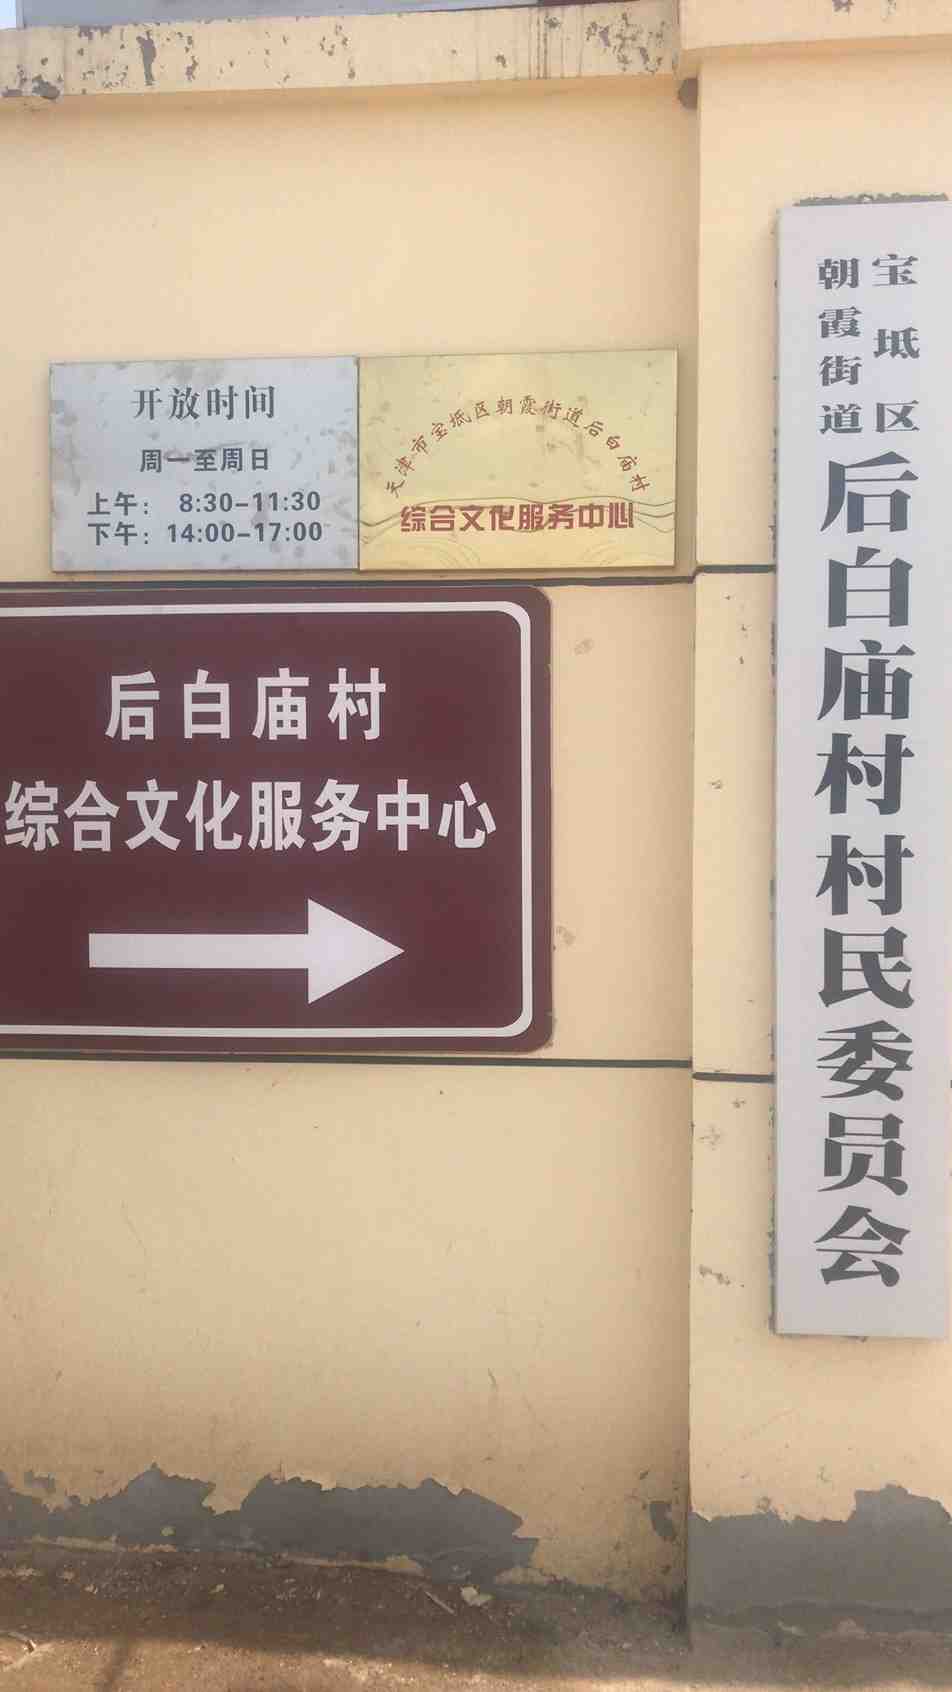 开放时间
周一至周日
上午： 8:30-11:30
下午：14:00-17:00
天津市宝坻区朝霞街道后白庙村
综合文化服务中心
后白庙村
综合文化服务中心
宝坻区
朝霞街道
后白庙村村民委员会